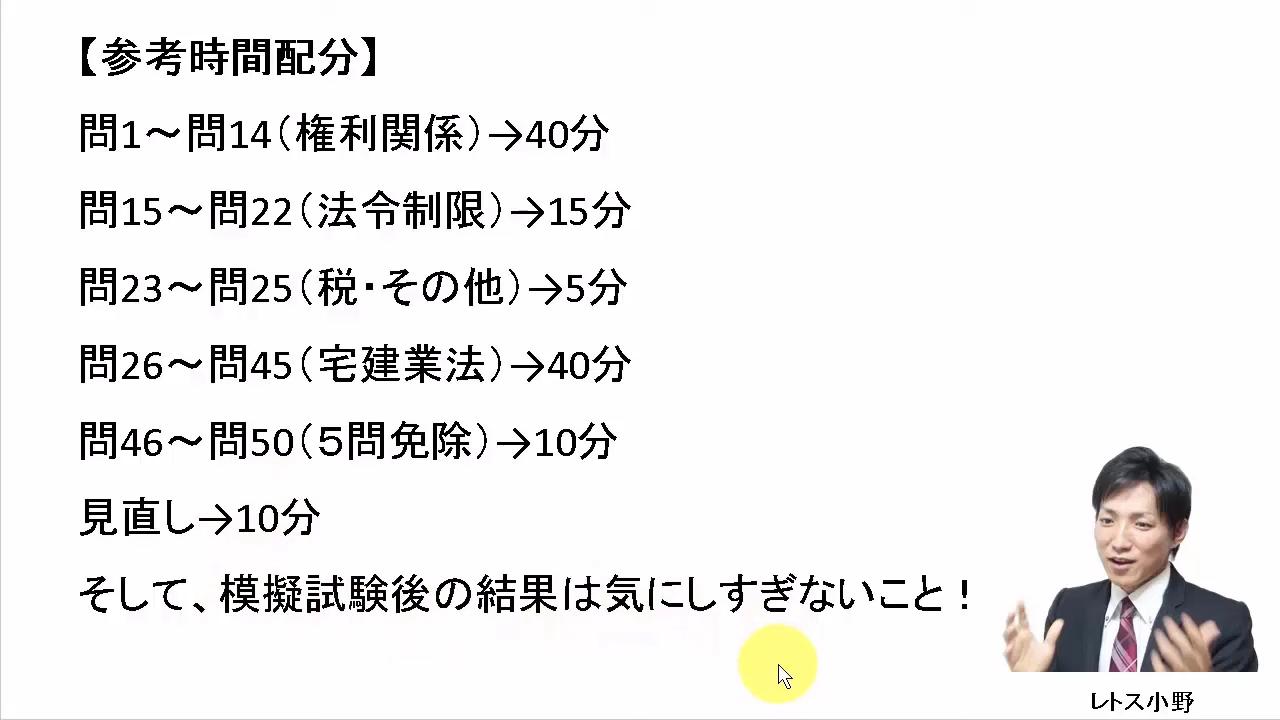 【参考時間配分】
問1～問14（権利関係）→40分
問15～問22（法令制限）→15分
問23～問25（税・その他）→5分
問26～問45（宅建業法）→40分
問46～問50（５問免除）→10分
見直し→10分
そして、模擬試験後の結果は気にしすぎないこと！
レトス小野